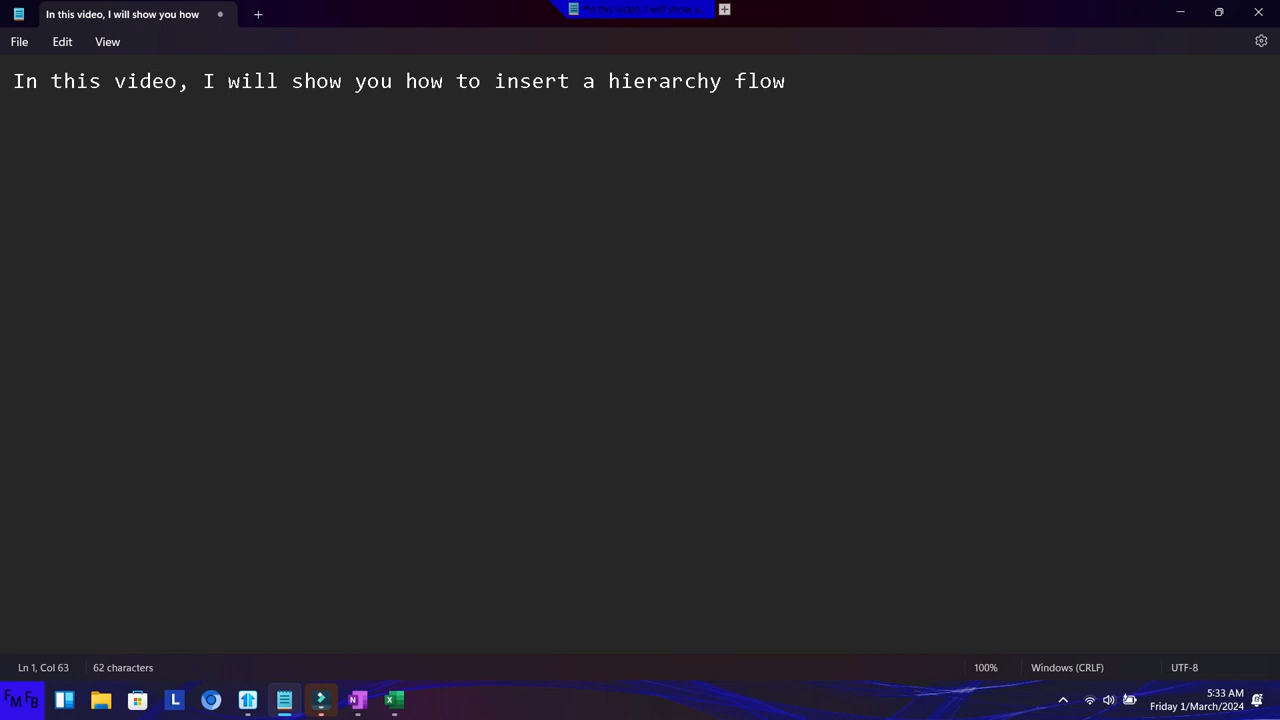 In this video, I will show you how
File Edit View
In this video, I will show you how to insert a hierarchy flow
Ln 1, Col 63 62 characters 100% Windows (CRLF) UTF-8
5:33 AM
Friday 1/March/2024